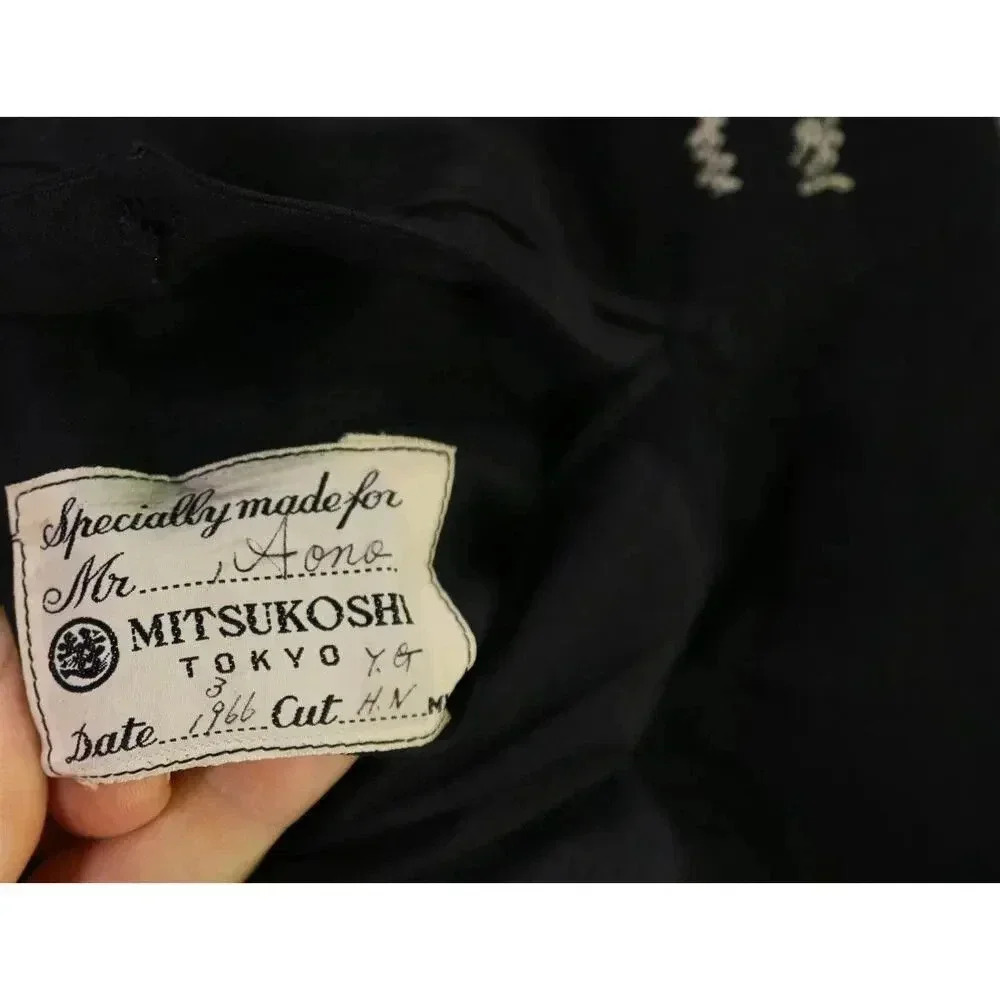 Specially made for
Mr. Aono
MITSUKOSHI
TOKYO Y.G
3
Date 1966 Cut H.N